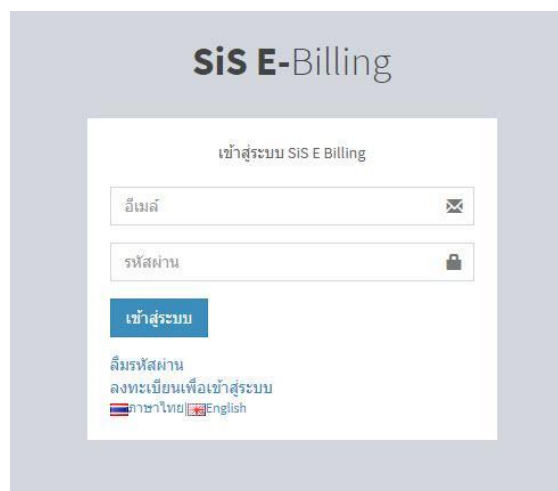 SiS E-Billing
เข้าสู่ระบบ SiS E Billing
อีเมล์
รหัสผ่าน
เข้าสู่ระบบ
ลืมรหัสผ่าน
ลงทะเบียนเพื่อเข้าสู่ระบบ
ภาษาไทย|English